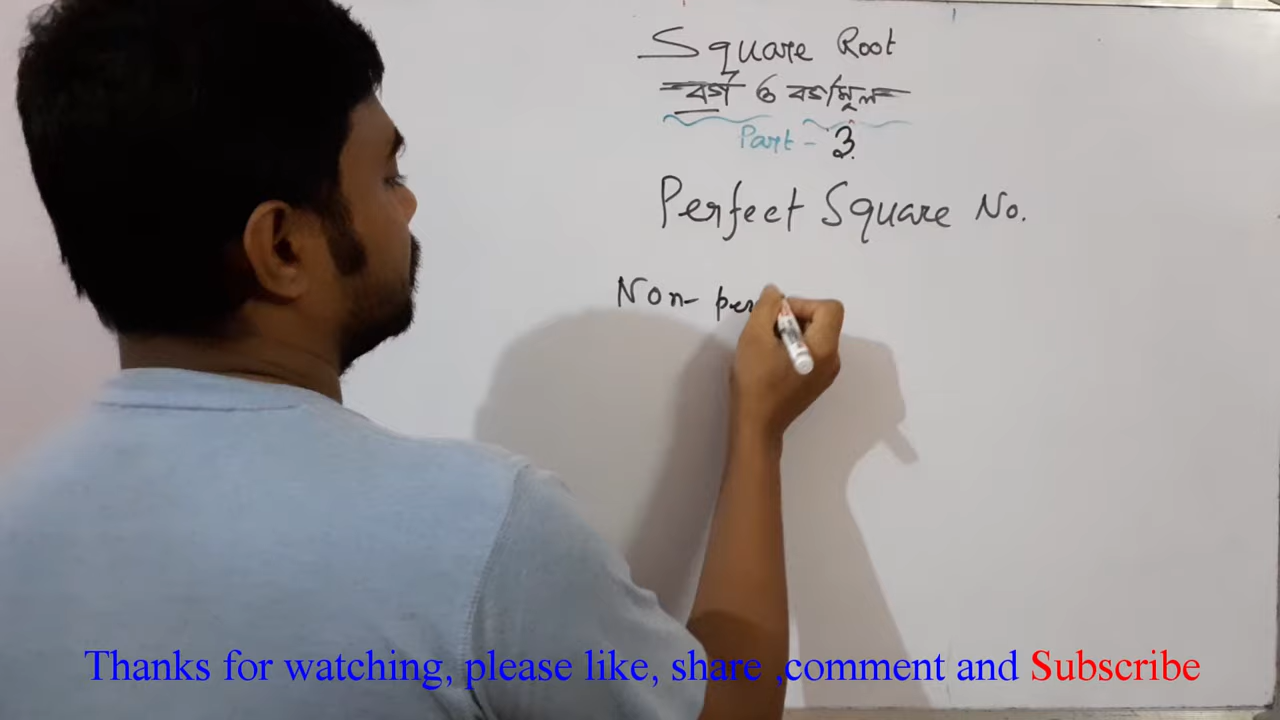 Square Root
বর্গ ও বর্গমূল
Part - 3
Perfect Square No.
Non- per
Thanks for watching, please like, share ,comment and Subscribe